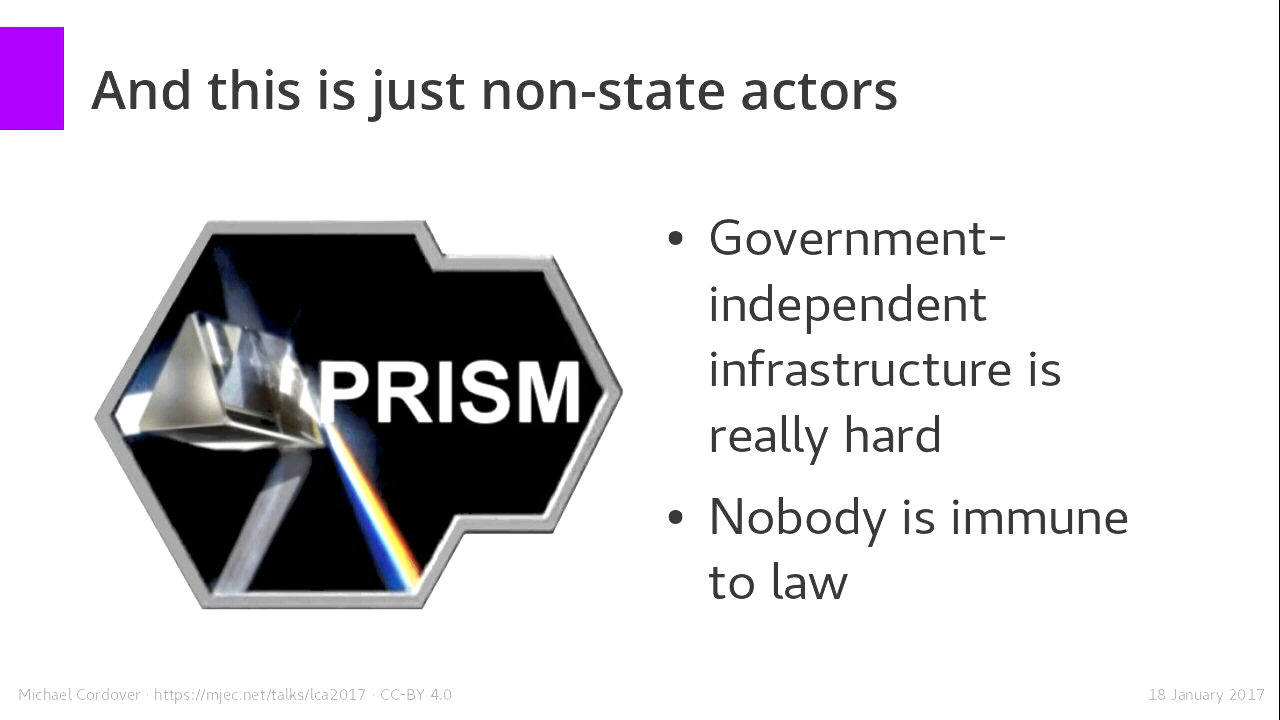 And this is just non-state actors
PRISM
• Government-
independent
infrastructure is
really hard
• Nobody is immune
to law
Michael Cordover · https://mjec.net/talks/lca2017 · CC-BY 4.0
18 January 2017